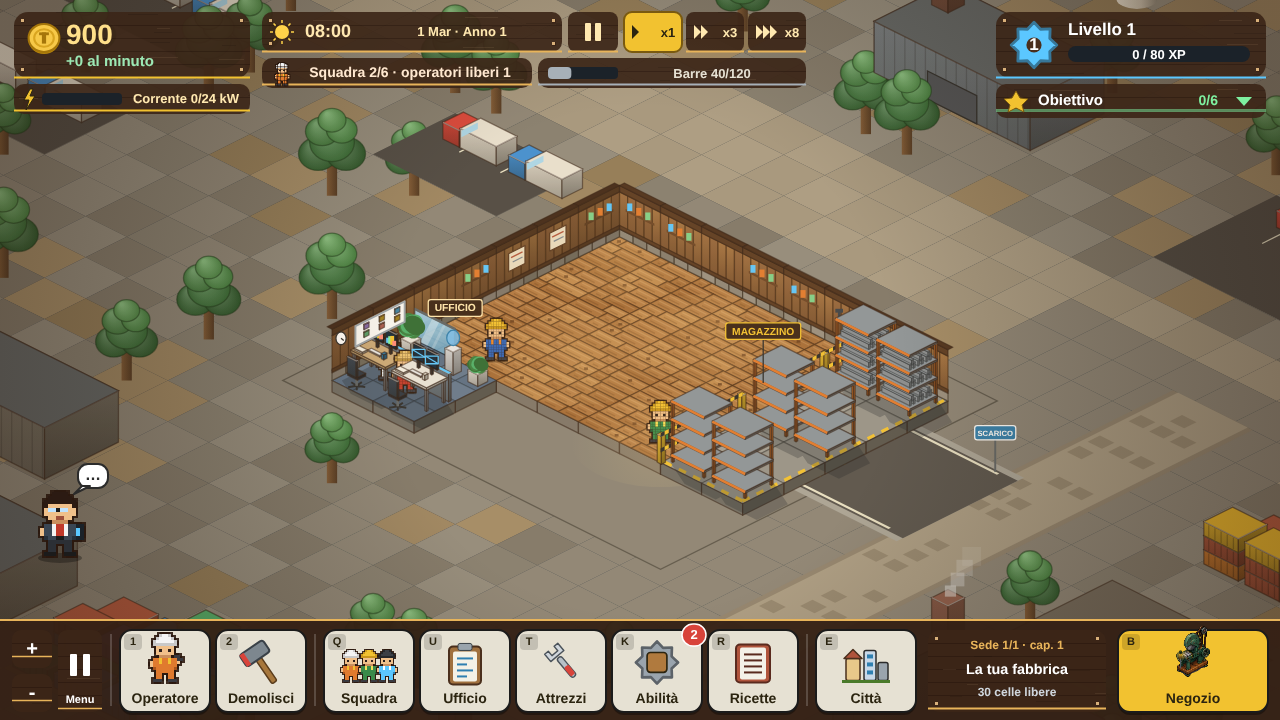 900
+0 al minuto
08:00
1 Mar · Anno 1
x1
x3
x8
1
Livello 1
0 / 80 XP
Corrente 0/24 kW
Squadra 2/6 · operatori liberi 1
Barre 40/120
Obiettivo
0/6
UFFICIO
MAGAZZINO
SCARICO
...
+
-
Menu
1
Operatore
2
Demolisci
Q
Squadra
U
Ufficio
T
Attrezzi
K
2
Abilità
R
Ricette
E
Città
Sede 1/1 · cap. 1
La tua fabbrica
30 celle libere
B
Negozio